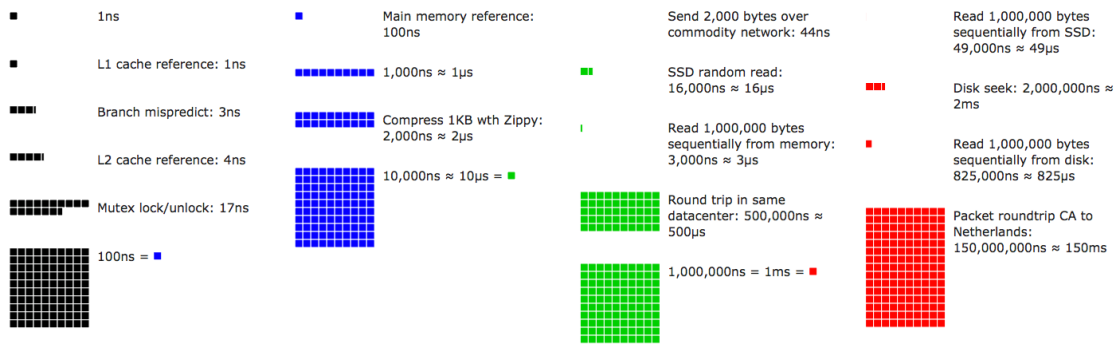 1ns
L1 cache reference: 1ns
Branch mispredict: 3ns
L2 cache reference: 4ns
Mutex lock/unlock: 17ns
100ns =
Main memory reference:
100ns
1,000ns ≈ 1μs
Compress 1KB wth Zippy:
2,000ns ≈ 2μs
10,000ns ≈ 10μs =
Send 2,000 bytes over
commodity network: 44ns
SSD random read:
16,000ns ≈ 16μs
Read 1,000,000 bytes
sequentially from memory:
3,000ns ≈ 3μs
Round trip in same
datacenter: 500,000ns ≈
500μs
1,000,000ns = 1ms =
Read 1,000,000 bytes
sequentially from SSD:
49,000ns ≈ 49μs
Disk seek: 2,000,000ns ≈
2ms
Read 1,000,000 bytes
sequentially from disk:
825,000ns ≈ 825μs
Packet roundtrip CA to
Netherlands:
150,000,000ns ≈ 150ms